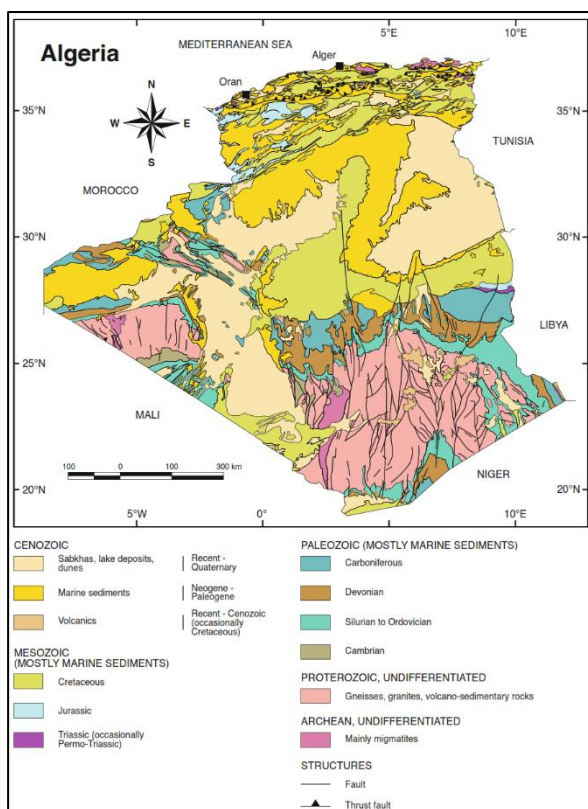 Algeria
MEDITERRANEAN SEA
Alger
Oran
5°E
10°E
35°N
35°N
N
W E
S
TUNISIA
MOROCCO
30°N
30°N
LIBYA
25°N
25°N
MALI
NIGER
100 0 100 300 km
20°N
20°N
5°W
0°
5°E
10°E
CENOZOIC
Sabkhas, lake deposits,
dunes
Recent -
Quaternary
Marine sediments
Neogene -
Paleogene
Volcanics
Recent - Cenozoic
(occasionally
Cretaceous)
MESOZOIC
(MOSTLY MARINE SEDIMENTS)
Cretaceous
Jurassic
Triassic (occasionally
Permo-Triassic)
PALEOZOIC (MOSTLY MARINE SEDIMENTS)
Carboniferous
Devonian
Silurian to Ordovician
Cambrian
PROTEROZOIC, UNDIFFERENTIATED
Gneisses, granites, volcano-sedimentary rocks
ARCHEAN, UNDIFFERENTIATED
Mainly migmatites
STRUCTURES
Fault
Thrust fault